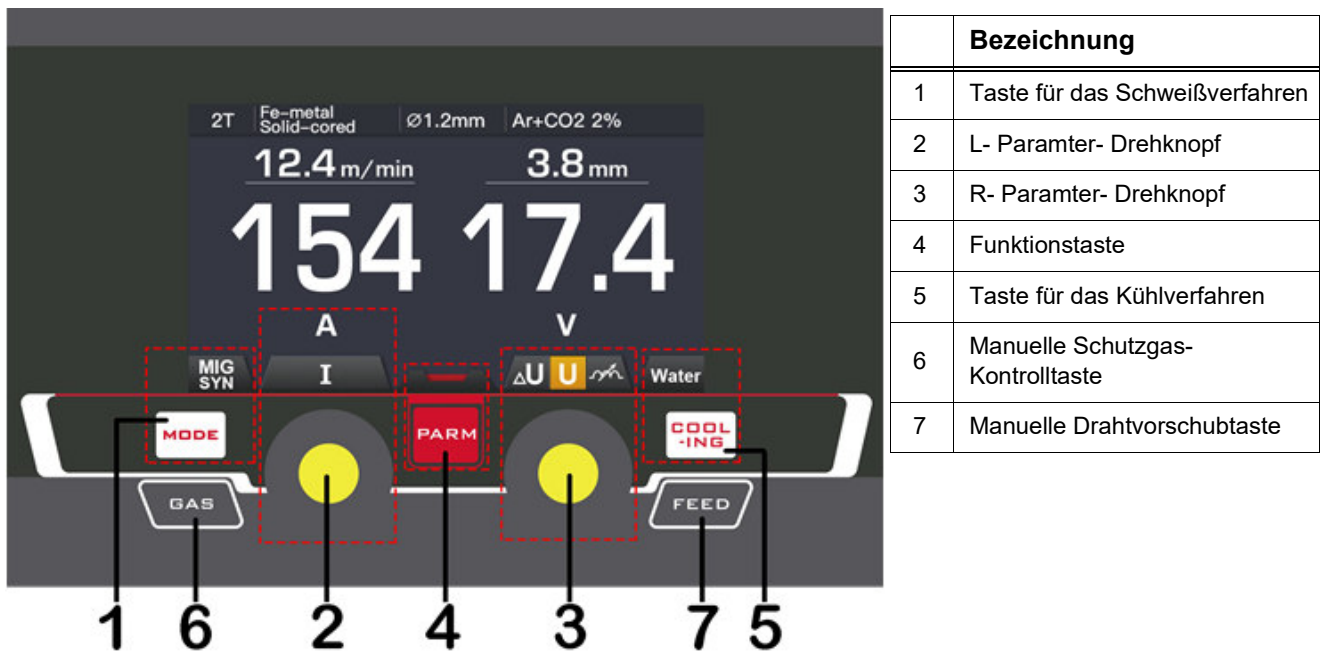 2T
Fe-metal
Solid-cored
Ø1.2mm
Ar+CO2 2%
12.4 m/min
3.8 mm
154
17.4
A
V
MIG
SYN
I
△U U
Water
MODE
PARM
COOL
-ING
GAS
FEED
1 6 2 4 3 7 5
Bezeichnung
1 Taste für das Schweißverfahren
2 L- Paramter- Drehknopf
3 R- Paramter- Drehknopf
4 Funktionstaste
5 Taste für das Kühlverfahren
6 Manuelle Schutzgas-
Kontrolltaste
7 Manuelle Drahtvorschubtaste